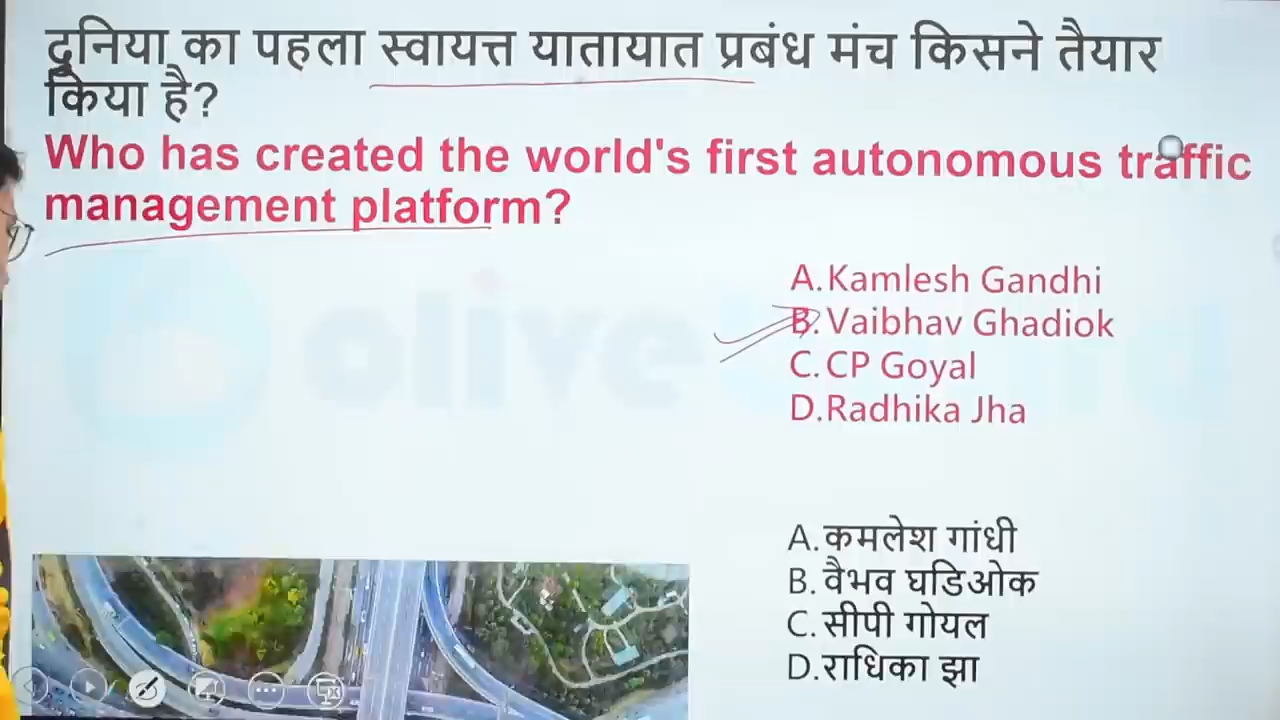 दुनिया का पहला स्वायत्त यातायात प्रबंध मंच किसने तैयार
किया है?
Who has created the world's first autonomous traffic
management platform?
A.Kamlesh Gandhi
B.Vaibhav Ghadiok
C.CP Goyal
D.Radhika Jha
olive
A.कमलेश गांधी
B.वैभव घडिओक
C.सीपी गोयल
D.राधिका झा